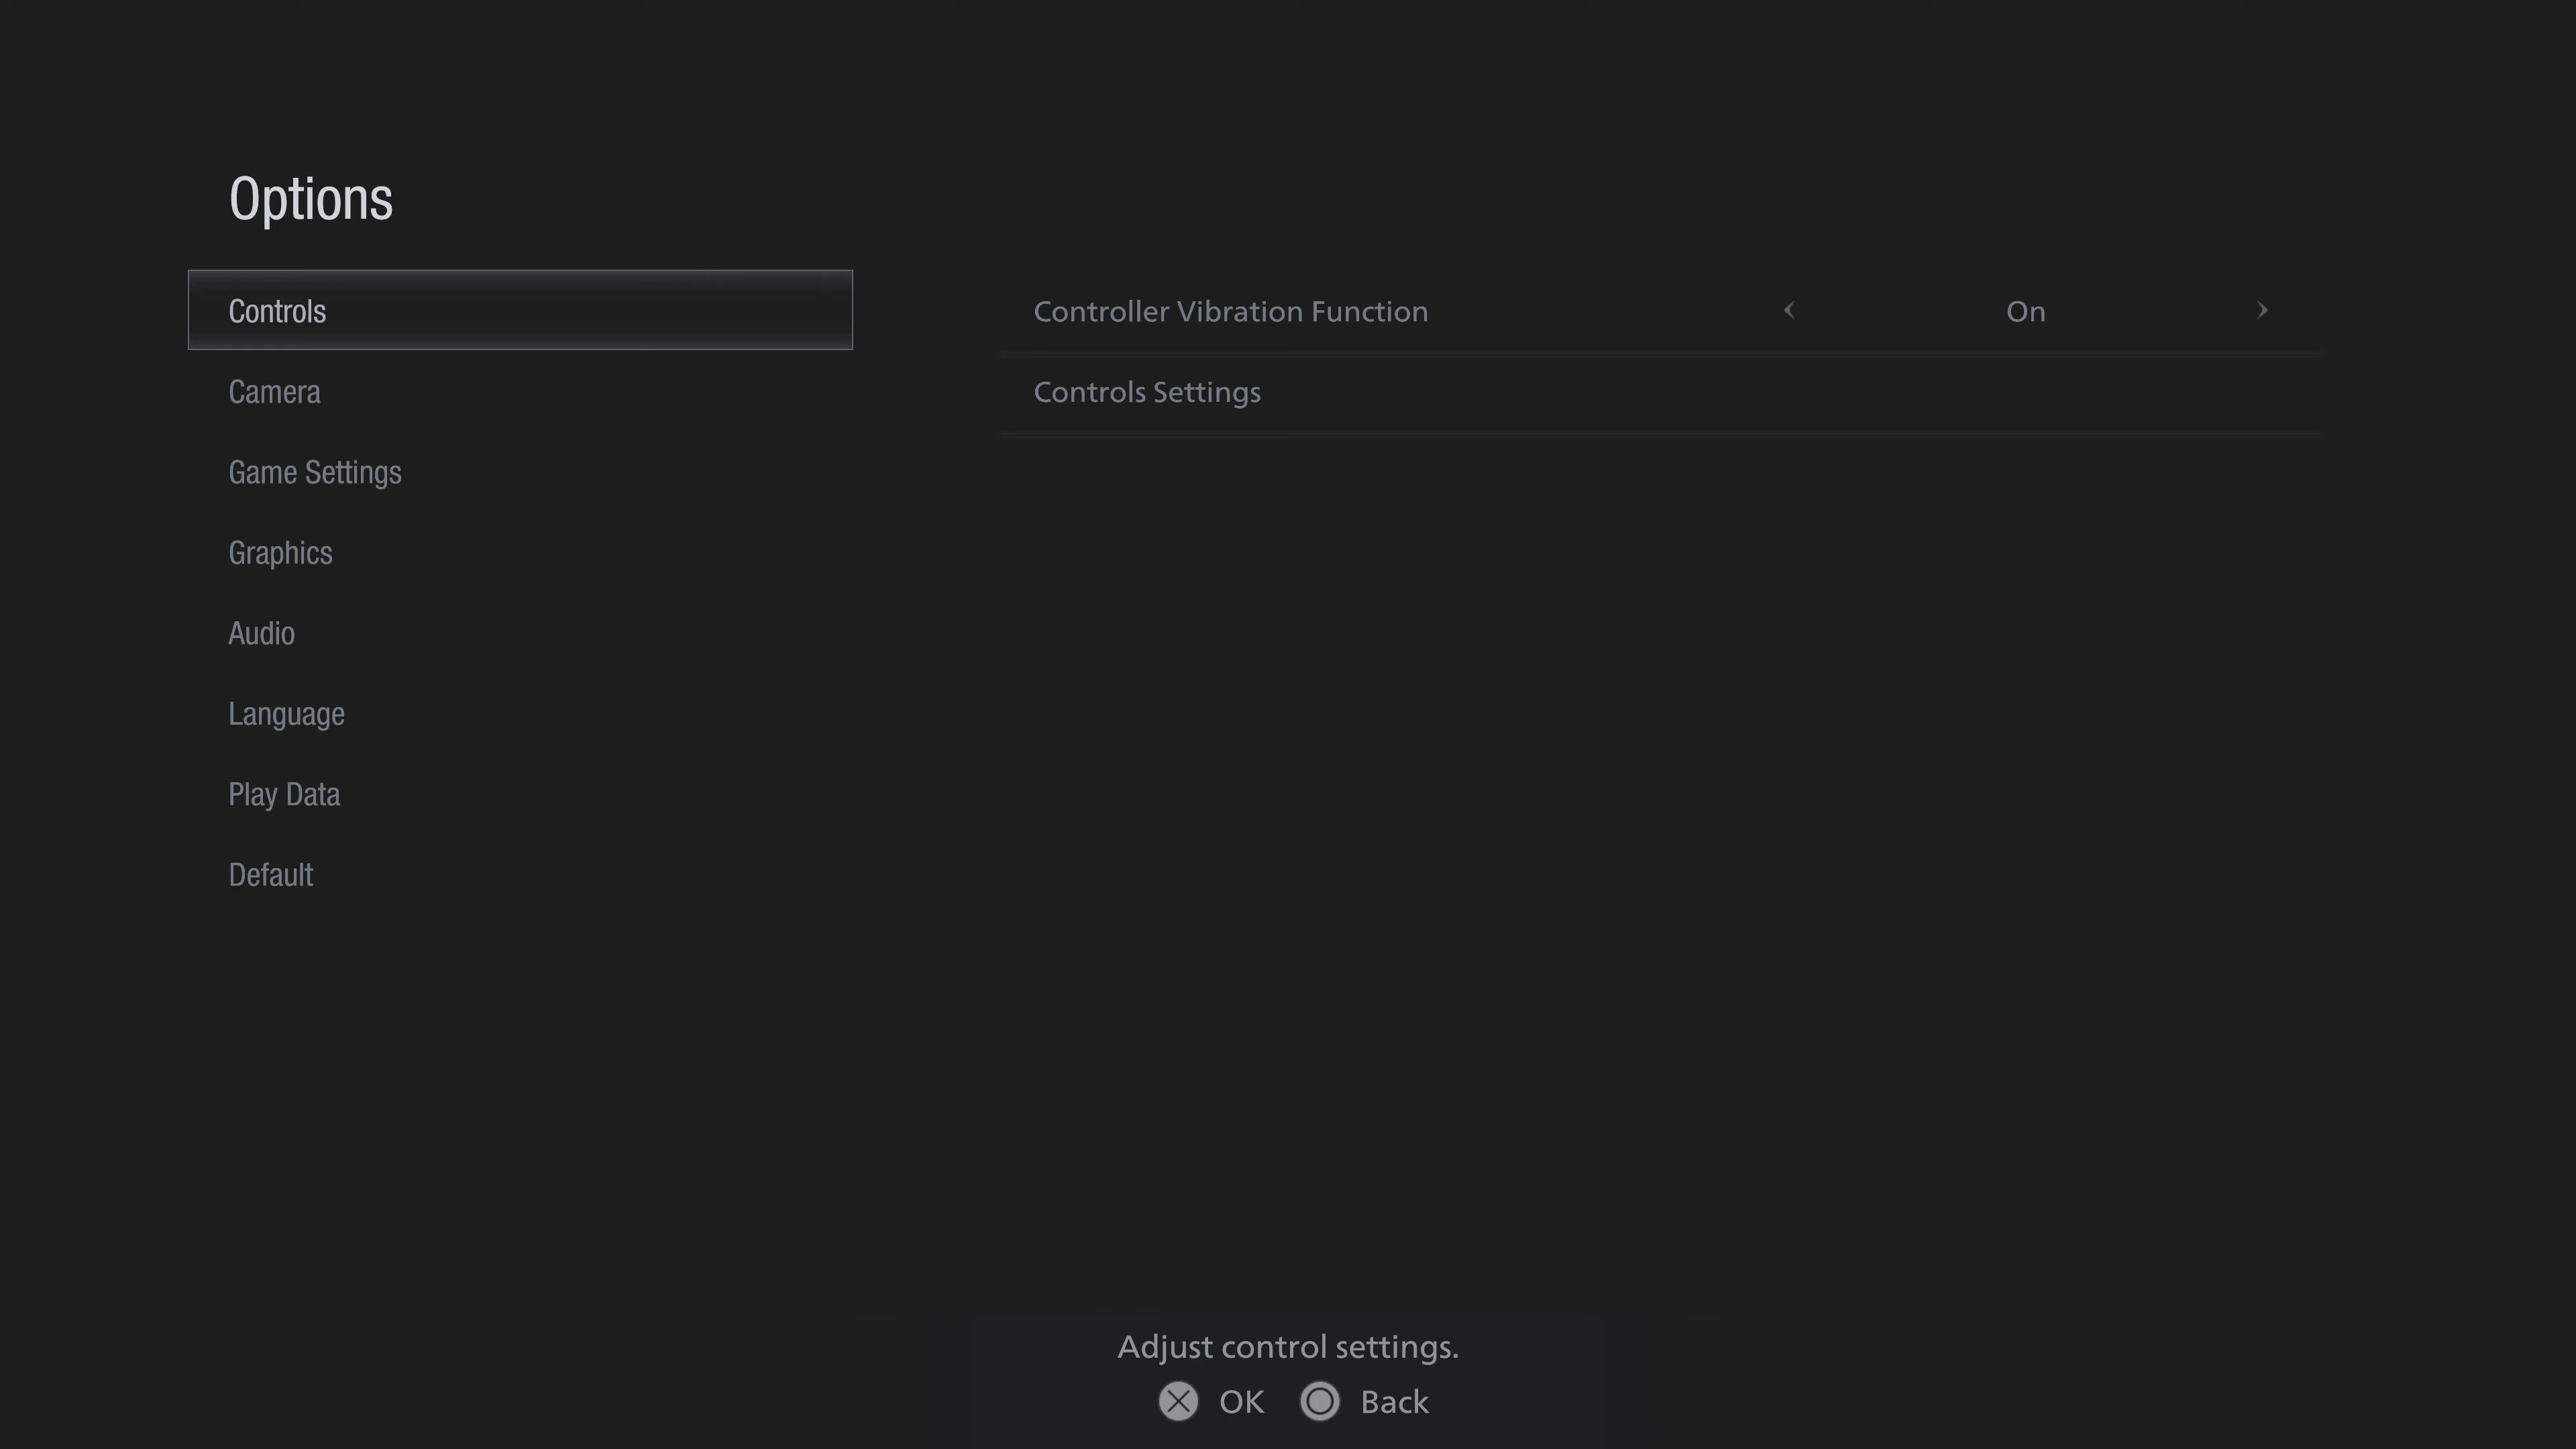 Options
Controls
Camera
Game Settings
Graphics
Audio
Language
Play Data
Default
Controller Vibration Function On
Controls Settings
Adjust control settings.
OK Back